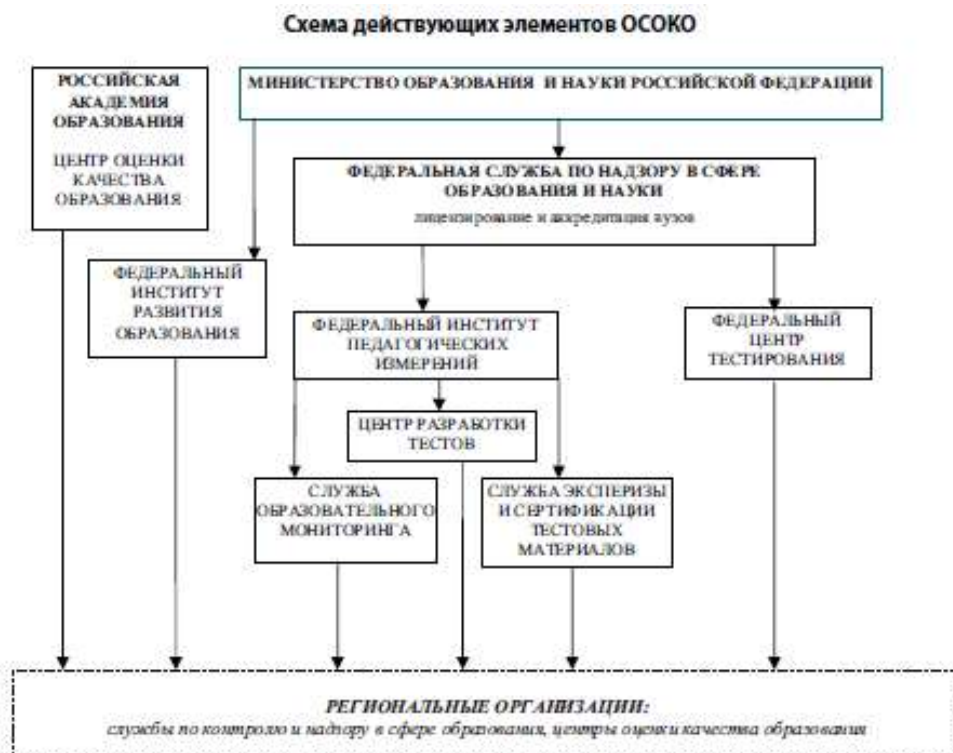 Схема действующих элементов ОСОКО
РОССИЙСКАЯ
АКАДЕМИЯ
ОБРАЗОВАНИЯ
ЦЕНТР ОЦЕНКИ
КАЧЕСТВА
ОБРАЗОВАНИЯ
МИНИСТЕРСТВО ОБРАЗОВАНИЯ И НАУКИ РОССИЙСКОЙ ФЕДЕРАЦИИ
ФЕДЕРАЛЬНАЯ СЛУЖБА ПО НАДЗОРУ В СФЕРЕ
ОБРАЗОВАНИЯ И НАУКИ
лицензирование и аккредитация вузов
ФЕДЕРАЛЬНЫЙ
ИНСТИТУТ
РАЗВИТИЯ
ОБРАЗОВАНИЯ
ФЕДЕРАЛЬНЫЙ ИНСТИТУТ
ПЕДАГОГИЧЕСКИХ
ИЗМЕРЕНИЙ
ФЕДЕРАЛЬНЫЙ
ЦЕНТР
ТЕСТИРОВАНИЯ
ЦЕНТР РАЗРАБОТКИ
ТЕСТОВ
СЛУЖБА
ОБРАЗОВАТЕЛЬНОГО
МОНИТОРИНГА
СЛУЖБА ЭКСПЕРИЗЫ
И СЕРТИФИКАЦИИ
ТЕСТОВЫХ
МАТЕРИАЛОВ
РЕГИОНАЛЬНЫЕ ОРГАНИЗАЦИИ:
службы по контролю и надзору в сфере образования, центры оценки качества образования